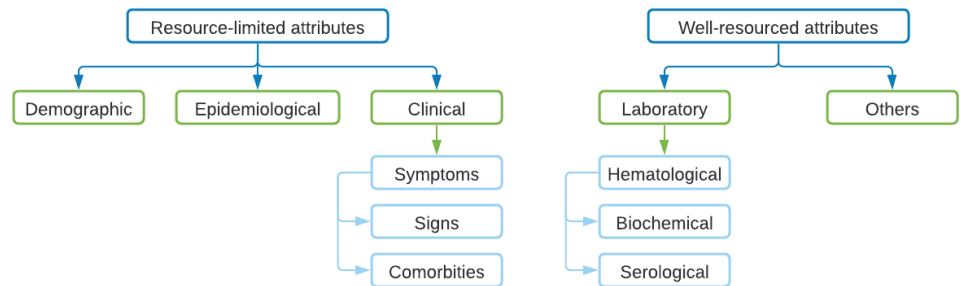 Resource-limited attributes
Well-resourced attributes
Demographic
Epidemiological
Clinical
Laboratory
Others
Symptoms
Hematological
Signs
Biochemical
Comorbities
Serological